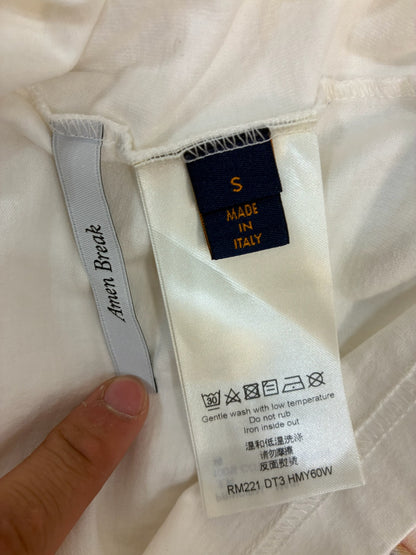 Amen Break
S
MADE
IN
ITALY
30
Gentle wash with low temperature
Do not rub
Iron inside out
温和低温洗涤
请勿摩擦
反面熨烫
RM221 DT3 HMY60W